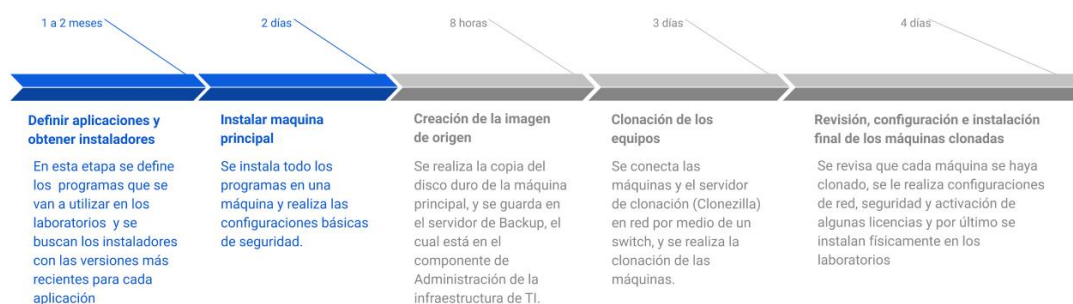 1 a 2 meses
2 días
8 horas
3 días
4 días
Definir aplicaciones y
obtener instaladores
En esta etapa se define
los programas que se
van a utilizar en los
laboratorios y se
buscan los instaladores
con las versiones más
recientes para cada
aplicación
Instalar maquina
principal
Se instala todo los
programas en una
máquina y realiza las
configuraciones básicas
de seguridad.
Creación de la imagen
de origen
Se realiza la copia del
disco duro de la máquina
principal, y se guarda en
el servidor de Backup, el
cual está en el
componente de
Administración de la
infraestructura de TI.
Clonación de los
equipos
Se conecta las
máquinas y el servidor
de clonación (Clonezilla)
en red por medio de un
switch, y se realiza la
clonación de las
máquinas.
Revisión, configuración e instalación
final de los máquinas clonadas
Se revisa que cada máquina se haya
clonado, se le realiza configuraciones
de red, seguridad y activación de
algunas licencias y por último se
instalan físicamente en los
laboratorios